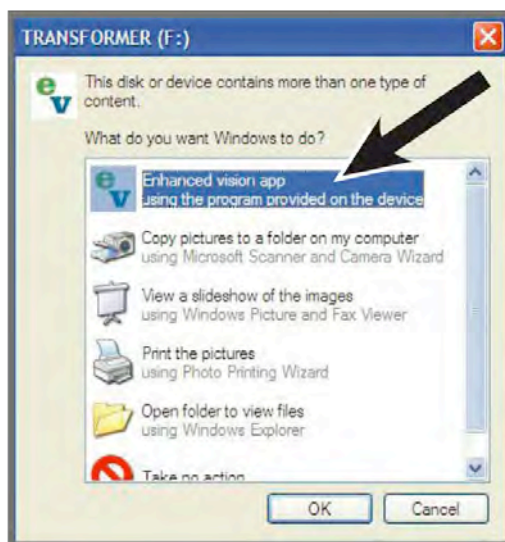 TRANSFORMER (F:)
ev
This disk or device contains more than one type of
content.
What do you want Windows to do?
ev
Enhanced vision app
using the program provided on the device
Copy pictures to a folder on my computer
using Microsoft Scanner and Camera Wizard
View a slideshow of the images
using Windows Picture and Fax Viewer
Print the pictures
using Photo Printing Wizard
Open folder to view files
using Windows Explorer
Take no action
OK
Cancel